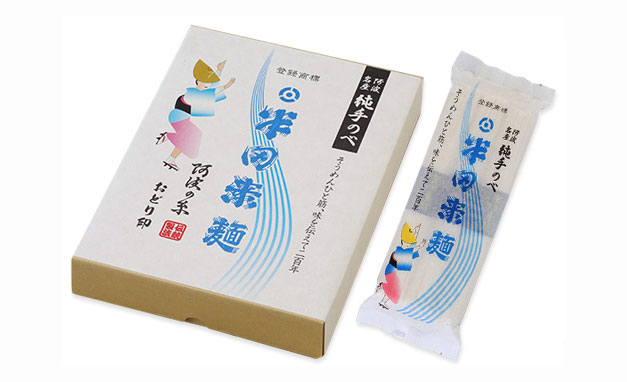 阿波名産
純手のべ
登録商標
半田素麺
そうめんひと筋、味を伝えて二百年
阿波の糸
おどり印
登録商標
阿波名産
純手のべ
半田素麺
そうめんひと筋、味を伝えて二百年